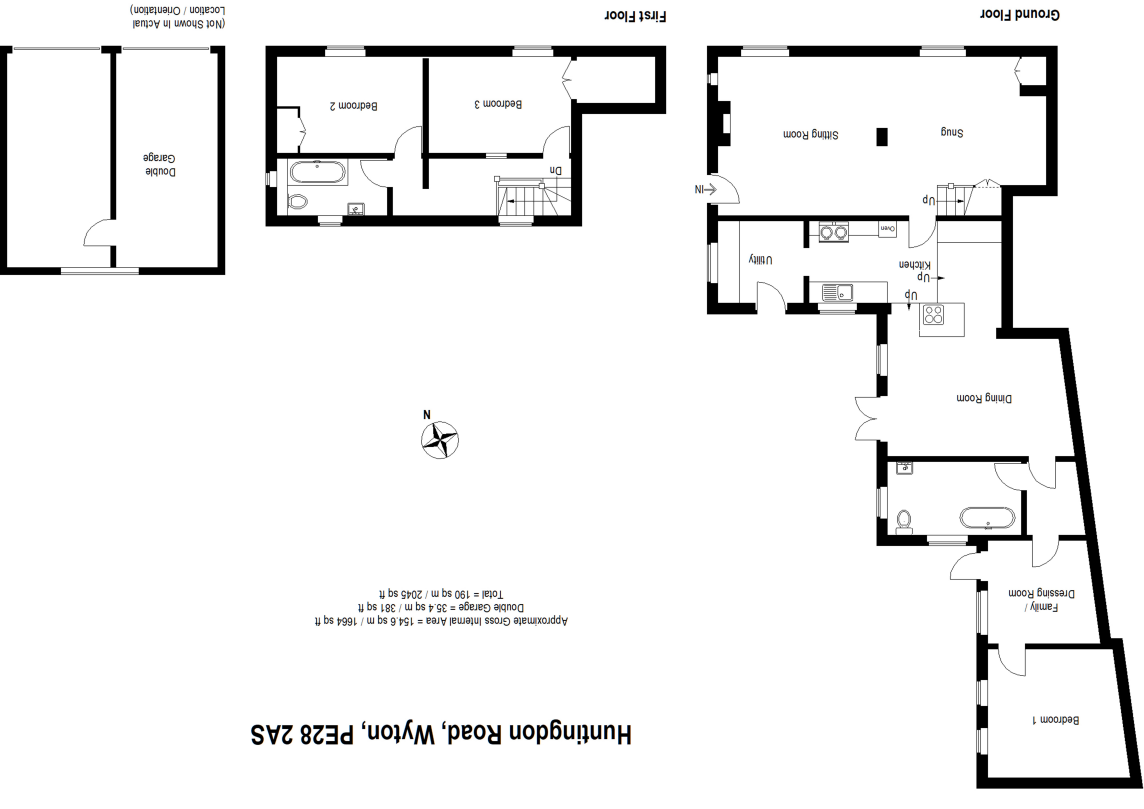 Huntingdon Road, Wyton, PE28 2AS
Approximate Gross Internal Area = 154.6 sq m / 1664 sq ft
Double Garage = 35.4 sq m / 381 sq ft
Total = 190 sq m / 2045 sq ft
Bedroom 1
Family /
Dressing Room
N
Dining Room
Up
Up
Kitchen
Utility
Oven
Up
IN
Snug
Sitting Room
Ground Floor
Dn
Bedroom 3
Bedroom 2
First Floor
Double
Garage
(Not Shown In Actual
Location / Orientation)